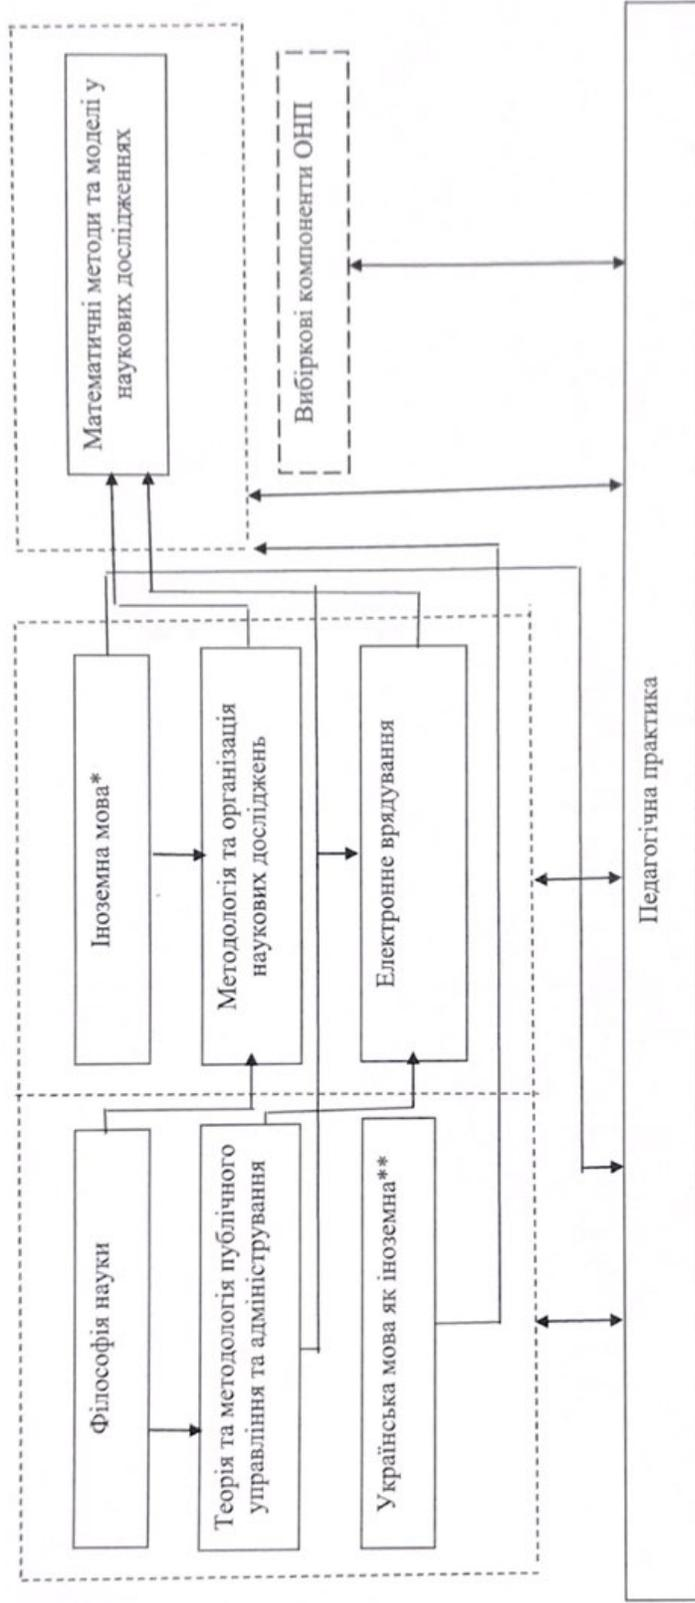 Філософія науки
Теорія та методологія публічного
управління та адміністрування
Українська мова як іноземна**
Іноземна мова*
Методологія та організація
наукових досліджень
Електронне врядування
Математичні методи та моделі у
наукових дослідженнях
Вибіркові компоненти ОНП
Педагогічна практика